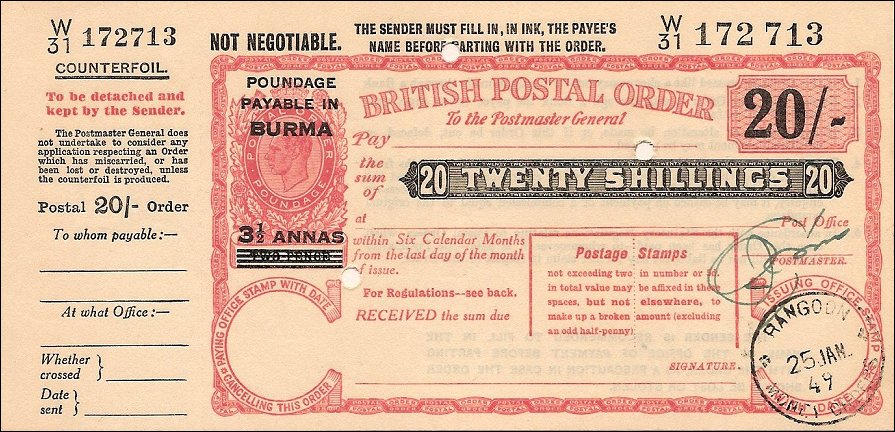 W/31 172713
COUNTERFOIL.
To be detached and
kept by the Sender.
The Postmaster General does
not undertake to consider any
application respecting an Order
which has miscarried, or has
been lost or destroyed, unless
the counterfoil is produced.
Postal 20/- Order
To whom payable:—
At what Office:—
Whether
crossed
Date
sent
NOT NEGOTIABLE.
THE SENDER MUST FILL IN, IN INK, THE PAYEE'S
NAME BEFORE PARTING WITH THE ORDER.
W/31 172713
POUNDAGE
PAYABLE IN
BURMA
POUNDAGE
3½ ANNAS
TWO PENCE
BRITISH POSTAL ORDER
To the Postmaster General
20/-
Pay
the
sum
of
20 TWENTY SHILLINGS 20
at
Post Office
within Six Calendar Months
from the last day of the month
of issue.
POSTMASTER.
For Regulations—see back.
RECEIVED the sum due
Postage Stamps
not exceeding two in number or 5d.
in total value may be affixed in these
spaces, but not elsewhere, to
make up a broken amount (excluding
an odd half-penny)
SIGNATURE.
PAYING OFFICE STAMP WITH DATE
CANCELLING THIS ORDER
ISSUING OFFICE STAMP
RANGOON
25 JAN.
49